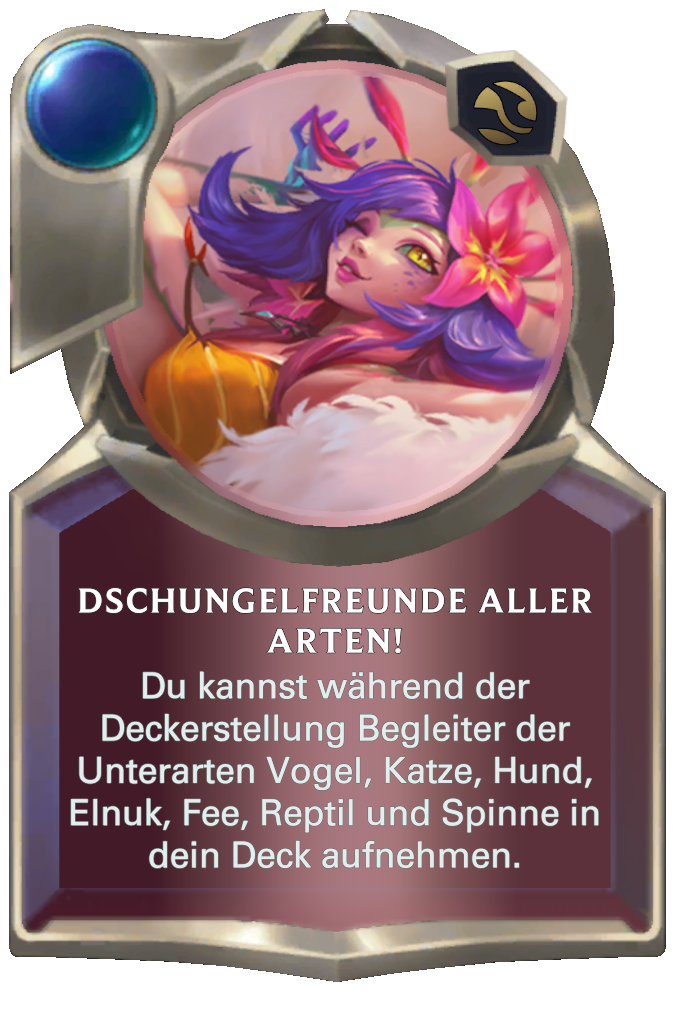 DSCHUNGELFREUNDE ALLER
ARTEN!
Du kannst während der
Deckerstellung Begleiter der
Unterarten Vogel, Katze, Hund,
Elnuk, Fee, Reptil und Spinne in
dein Deck aufnehmen.